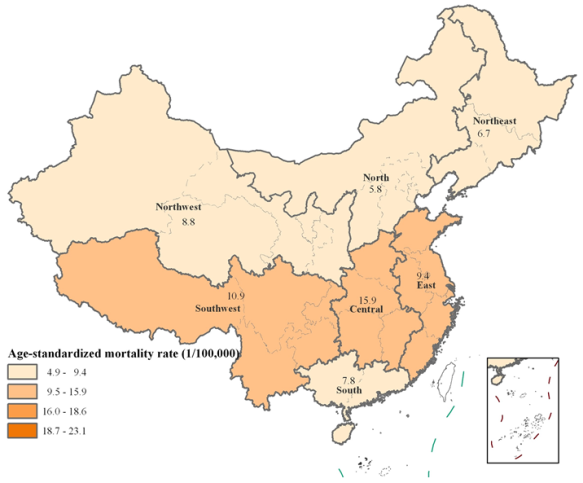 Northeast
6.7
North
5.8
Northwest
8.8
9.4
East
10.9
Southwest
15.9
Central
7.8
South
Age-standardized mortality rate (1/100,000)
4.9 - 9.4
9.5 - 15.9
16.0 - 18.6
18.7 - 23.1